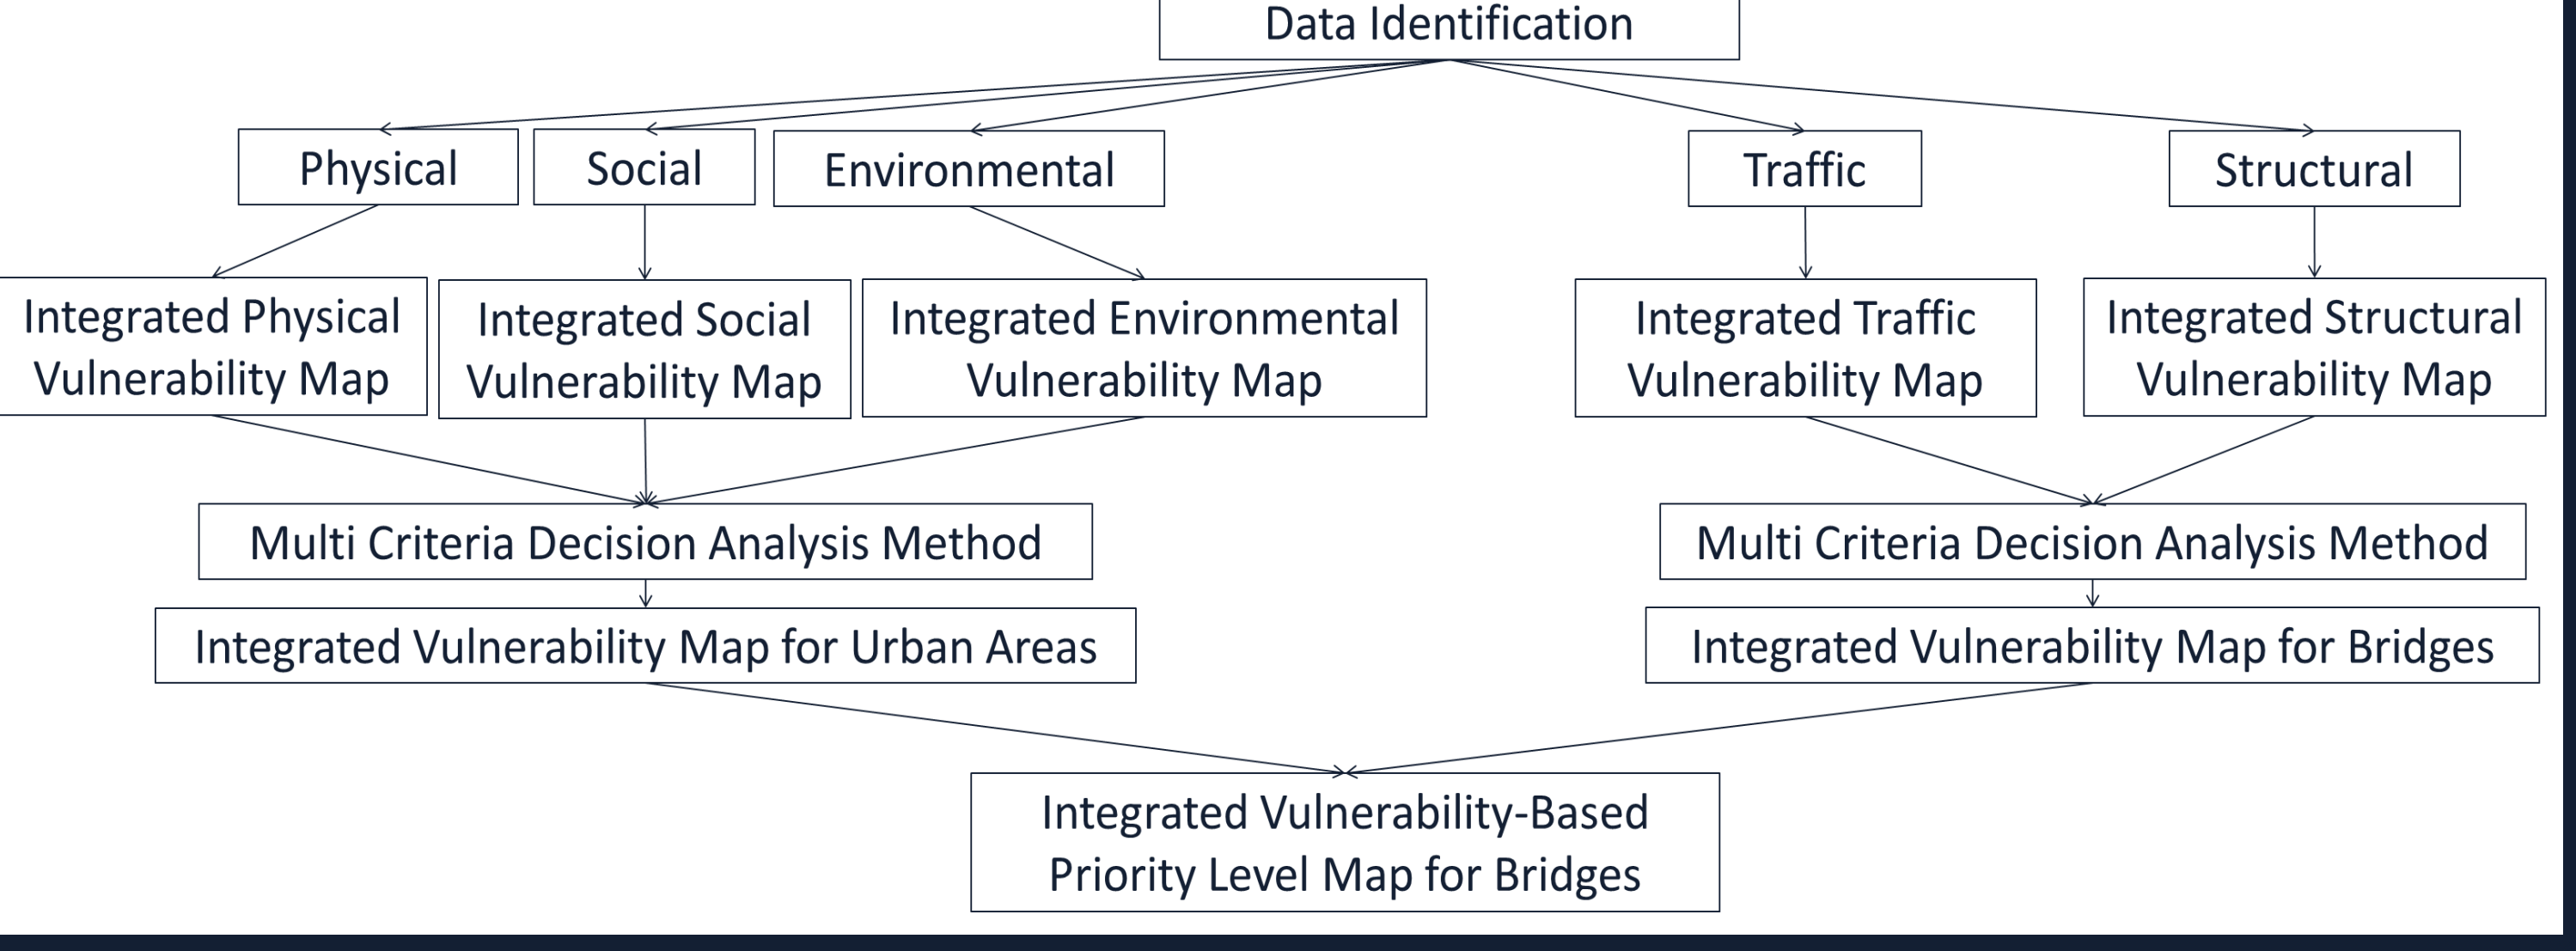 Data Identification
Physical
Social
Environmental
Traffic
Structural
Integrated Physical
Vulnerability Map
Integrated Social
Vulnerability Map
Integrated Environmental
Vulnerability Map
Integrated Traffic
Vulnerability Map
Integrated Structural
Vulnerability Map
Multi Criteria Decision Analysis Method
Multi Criteria Decision Analysis Method
Integrated Vulnerability Map for Urban Areas
Integrated Vulnerability Map for Bridges
Integrated Vulnerability-Based
Priority Level Map for Bridges